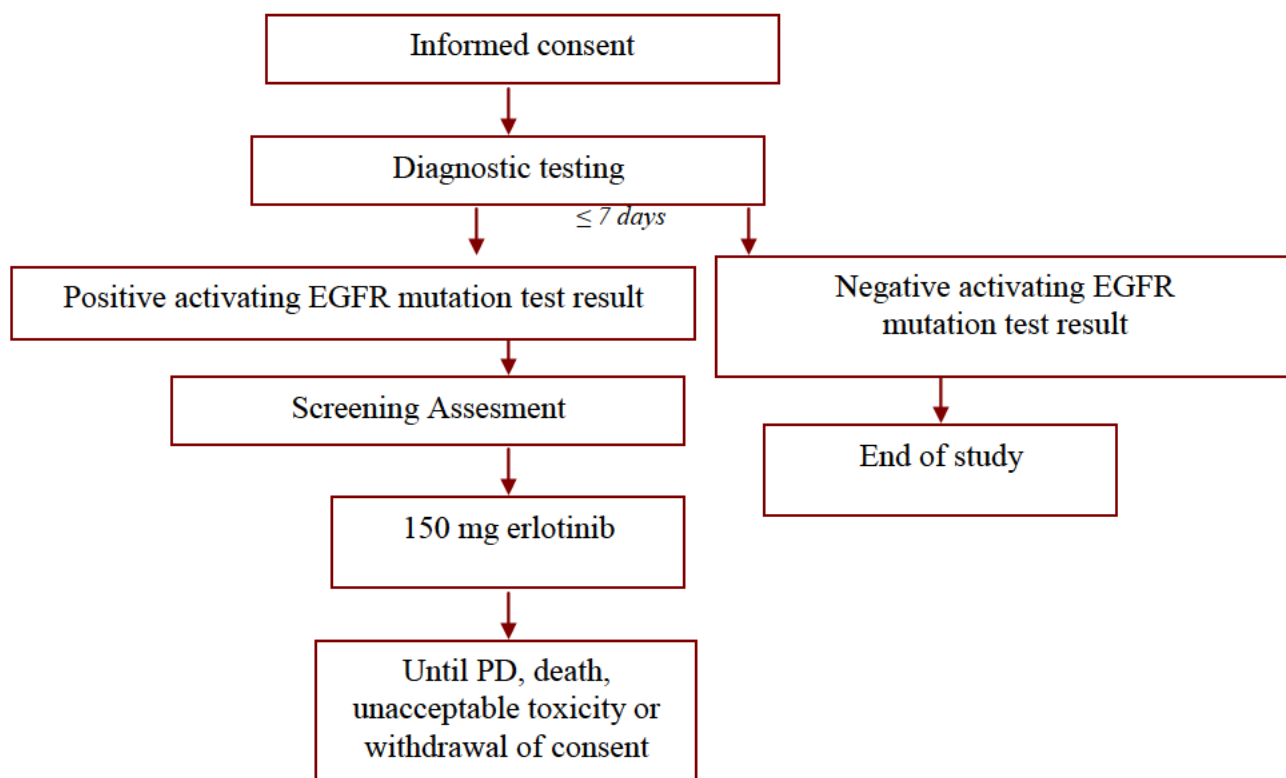 Informed consent
Diagnostic testing
≤ 7 days
Positive activating EGFR mutation test result
Negative activating EGFR
mutation test result
Screening Assesment
End of study
150 mg erlotinib
Until PD, death,
unacceptable toxicity or
withdrawal of consent